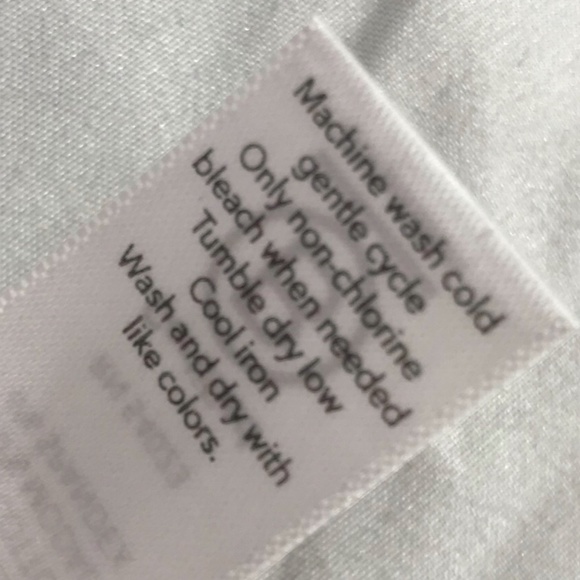 Machine wash cold
gentle cycle
Only non-chlorine
bleach when needed
Tumble dry low
Cool iron
Wash and dry with
like colors.